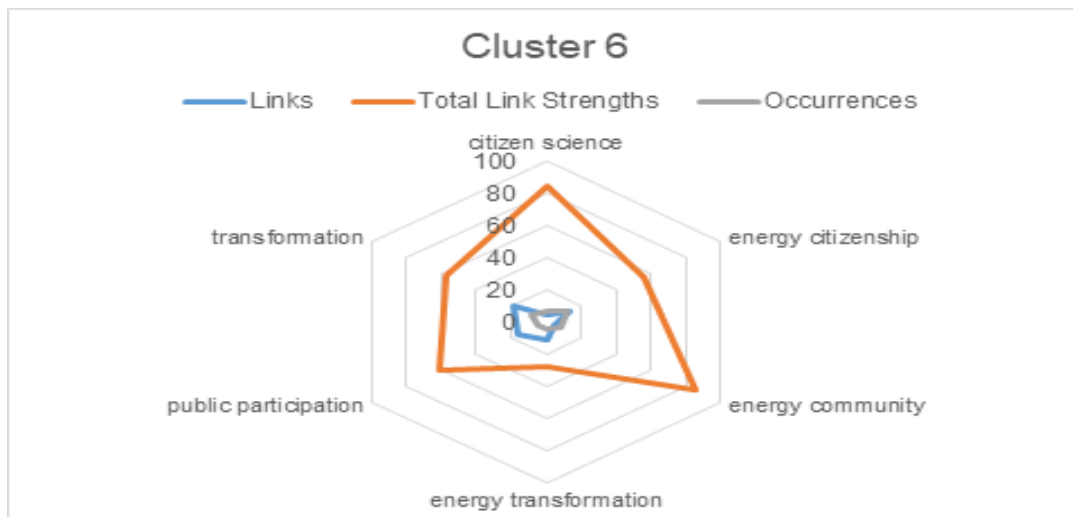 Cluster 6
Links Total Link Strengths Occurrences
citizen science
100
80
60
40
20
0
transformation
energy citizenship
public participation
energy community
energy transformation